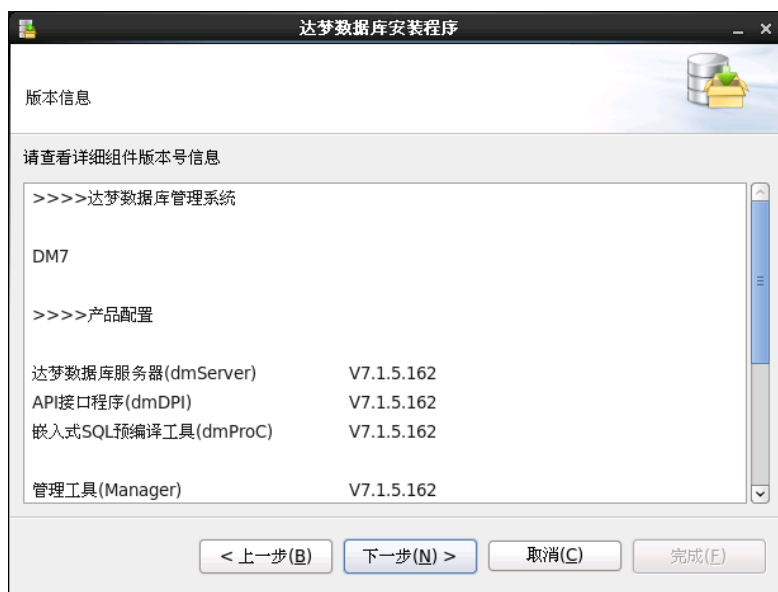 达梦数据库安装程序
版本信息
请查看详细组件版本号信息
>>>>达梦数据库管理系统
DM7
>>>>产品配置
达梦数据库服务器(dmServer) V7.1.5.162
API接口程序(dmDPI) V7.1.5.162
嵌入式SQL预编译工具(dmProC) V7.1.5.162
管理工具(Manager) V7.1.5.162
< 上一步(B) 下一步(N) > 取消(C) 完成(F)